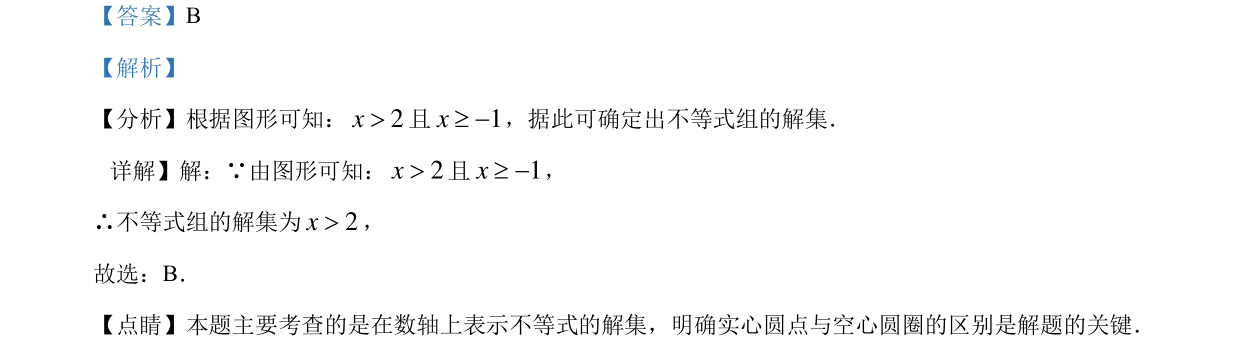 【答案】B
【解析】
【分析】根据图形可知：x > 2 且 x ≥ −1，据此可确定出不等式组的解集．
详解】解：∵由图形可知：x > 2 且 x ≥ −1，
∴不等式组的解集为 x > 2，
故选：B．
【点睛】本题主要考查的是在数轴上表示不等式的解集，明确实心圆点与空心圆圈的区别是解题的关键．